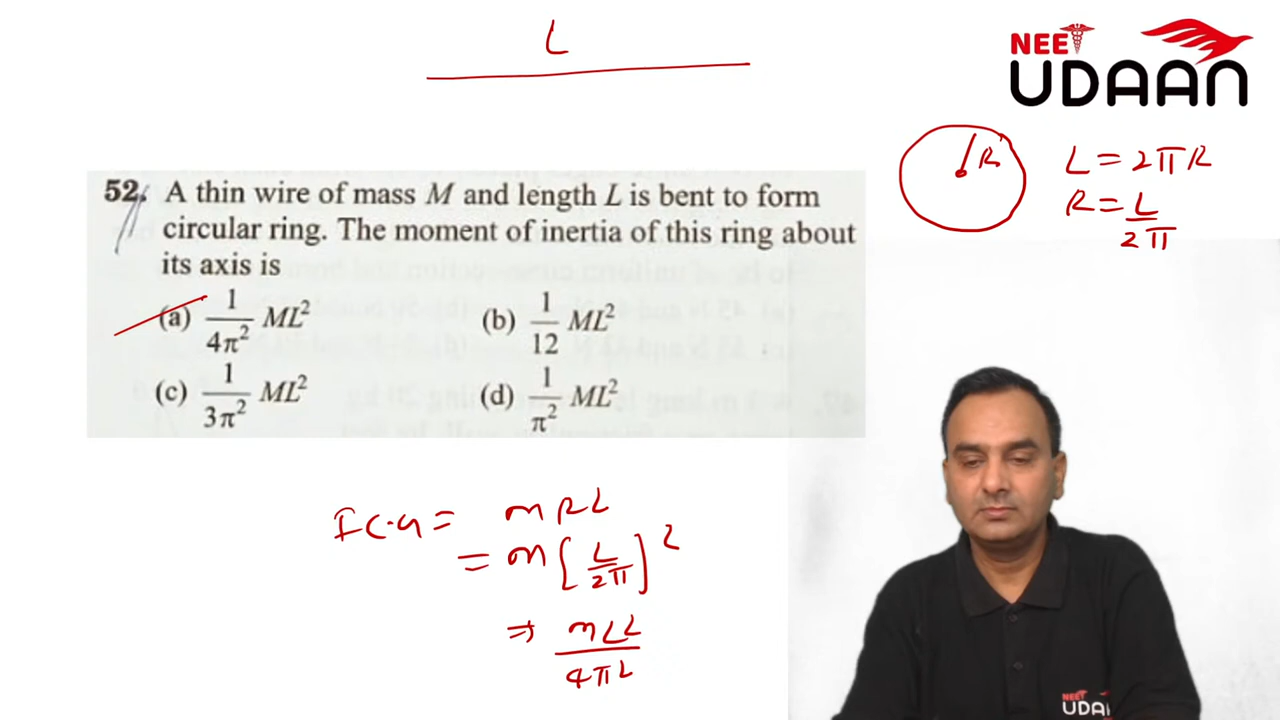 L
NEET
UDAAN
R
L = 2πR
R = L
2π
52. A thin wire of mass M and length L is bent to form
circular ring. The moment of inertia of this ring about
its axis is
(a) 1/4π² ML² (b) 1/12 ML²
(c) 1/3π² ML² (d) 1/π² ML²
I C.G = MR²
= M [L/2π]²
⇒ ML²/4π²
NEET
UDAA